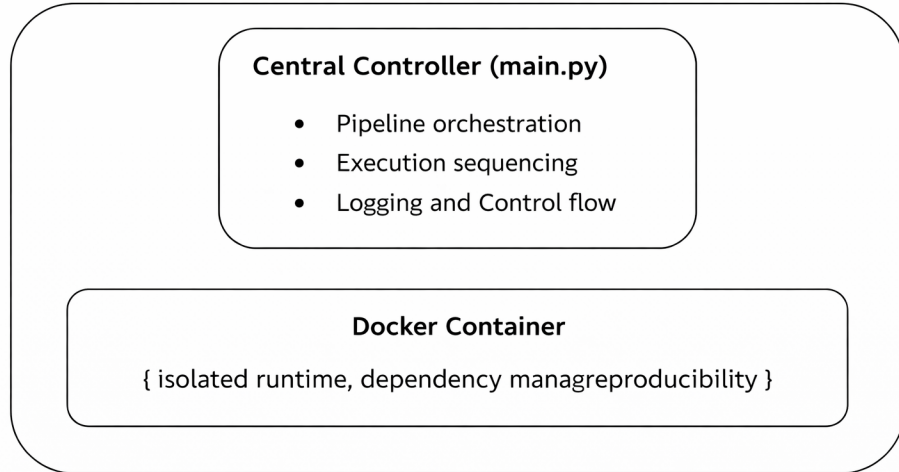 Central Controller (main.py)
• Pipeline orchestration
• Execution sequencing
• Logging and Control flow
Docker Container
{ isolated runtime, dependency managreproducibility }